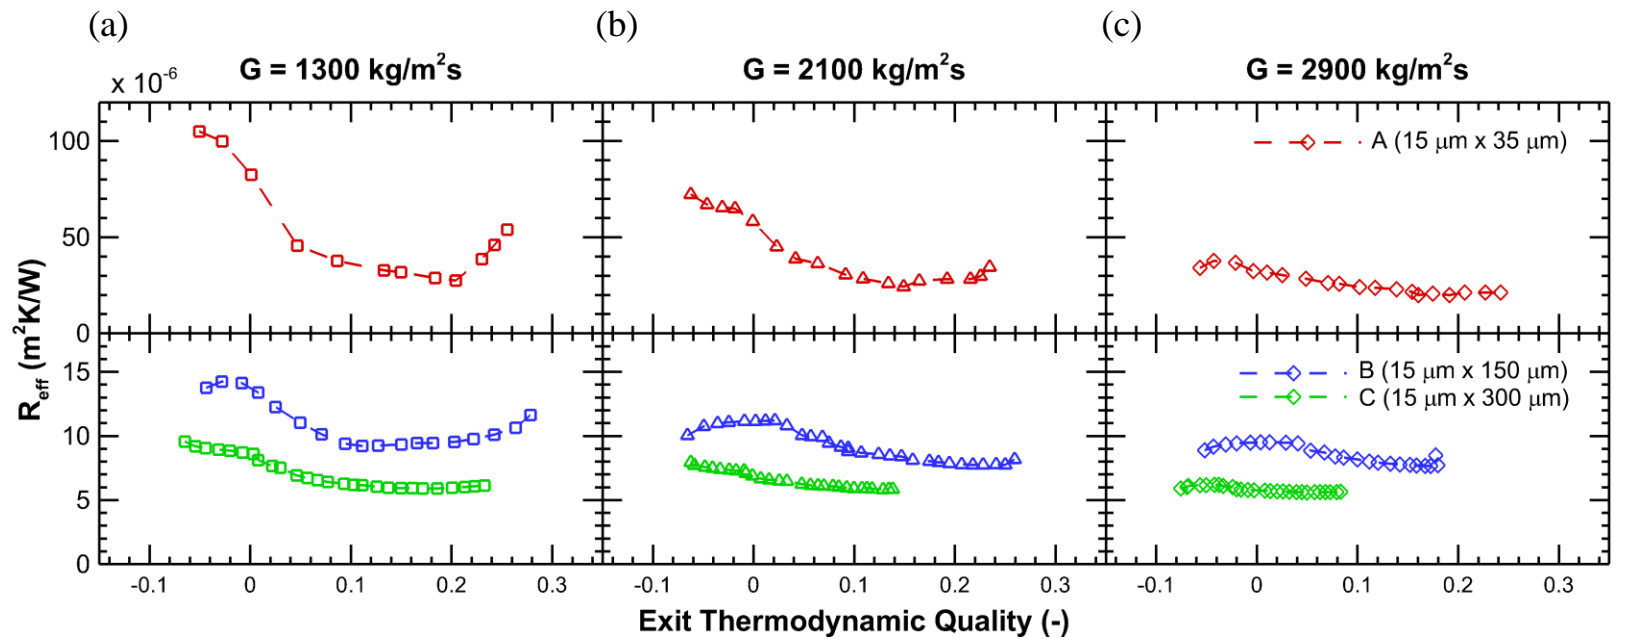 (a) (b) (c)
G = 1300 kg/m²s G = 2100 kg/m²s G = 2900 kg/m²s
x 10⁻⁶
100
50
0
A (15 μm x 35 μm)
15
10
5
0
B (15 μm x 150 μm)
C (15 μm x 300 μm)
R_eff (m²K/W)
-0.1 0 0.1 0.2 0.3 -0.1 0 0.1 0.2 0.3 -0.1 0 0.1 0.2 0.3
Exit Thermodynamic Quality (-)